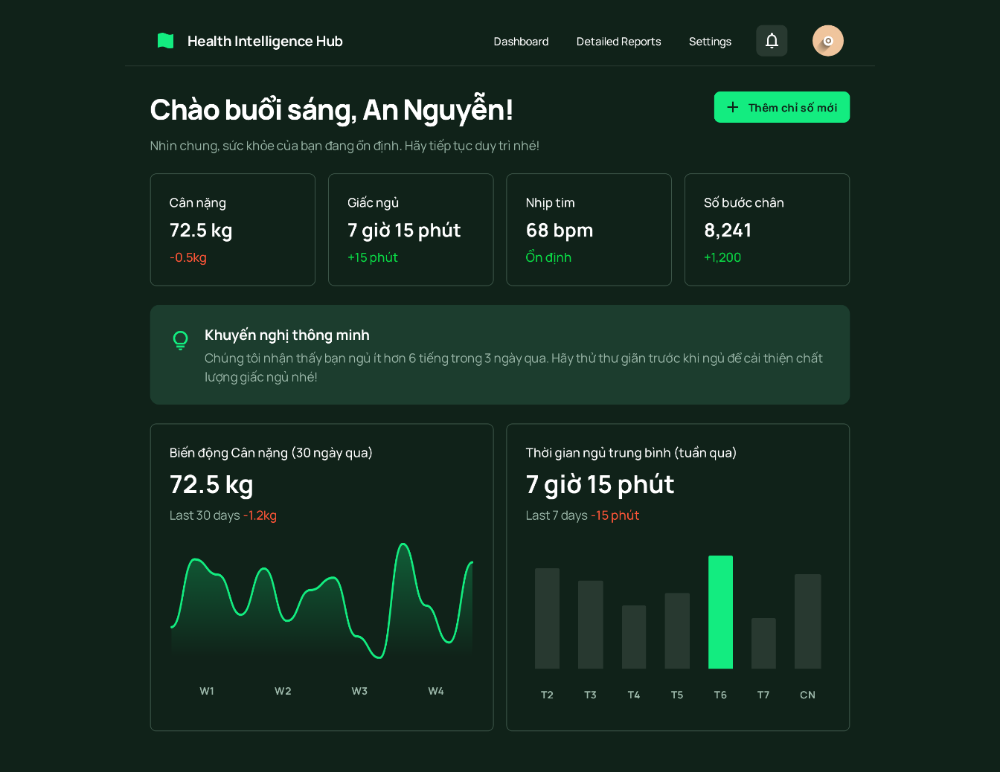 Health Intelligence Hub
Dashboard
Detailed Reports
Settings
Chào buổi sáng, An Nguyễn!
Thêm chỉ số mới
Nhìn chung, sức khỏe của bạn đang ổn định. Hãy tiếp tục duy trì nhé!
Cân nặng
72.5 kg
-0.5kg
Giấc ngủ
7 giờ 15 phút
+15 phút
Nhịp tim
68 bpm
Ổn định
Số bước chân
8,241
+1,200
Khuyến nghị thông minh
Chúng tôi nhận thấy bạn ngủ ít hơn 6 tiếng trong 3 ngày qua. Hãy thử thư giãn trước khi ngủ để cải thiện chất
lượng giấc ngủ nhé!
Biến động Cân nặng (30 ngày qua)
72.5 kg
Last 30 days -1.2kg
W1 W2 W3 W4
Thời gian ngủ trung bình (tuần qua)
7 giờ 15 phút
Last 7 days -15 phút
T2 T3 T4 T5 T6 T7 CN